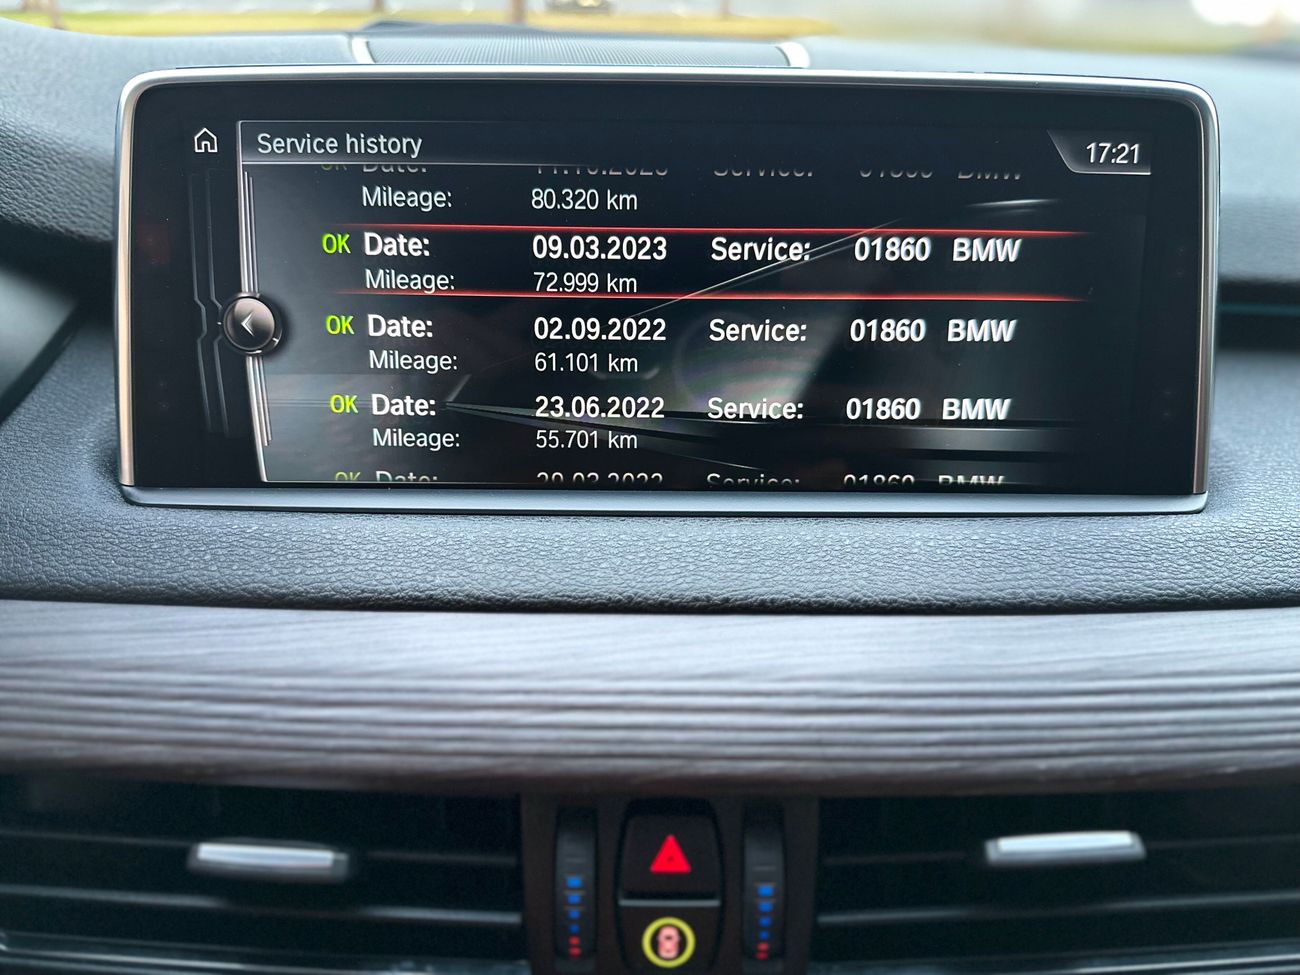 Service history
17:21
Mileage: 80.320 km
OK Date: 09.03.2023 Service: 01860 BMW
Mileage: 72.999 km
OK Date: 02.09.2022 Service: 01860 BMW
Mileage: 61.101 km
OK Date: 23.06.2022 Service: 01860 BMW
Mileage: 55.701 km